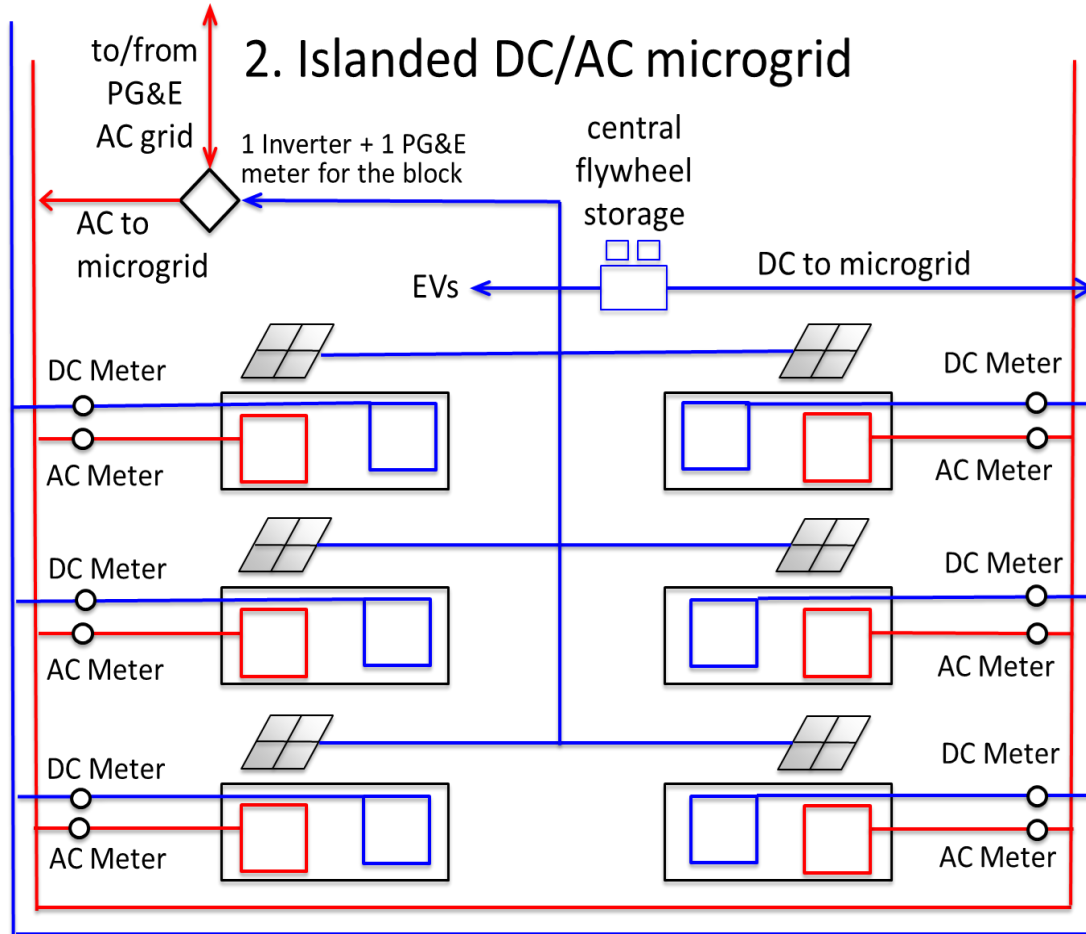 2. Islanded DC/AC microgrid
to/from
PG&E
AC grid
1 Inverter + 1 PG&E
meter for the block
central
flywheel
storage
AC to
microgrid
EVs
DC to microgrid
DC Meter
AC Meter
DC Meter
AC Meter
DC Meter
AC Meter
DC Meter
AC Meter
DC Meter
AC Meter
DC Meter
AC Meter